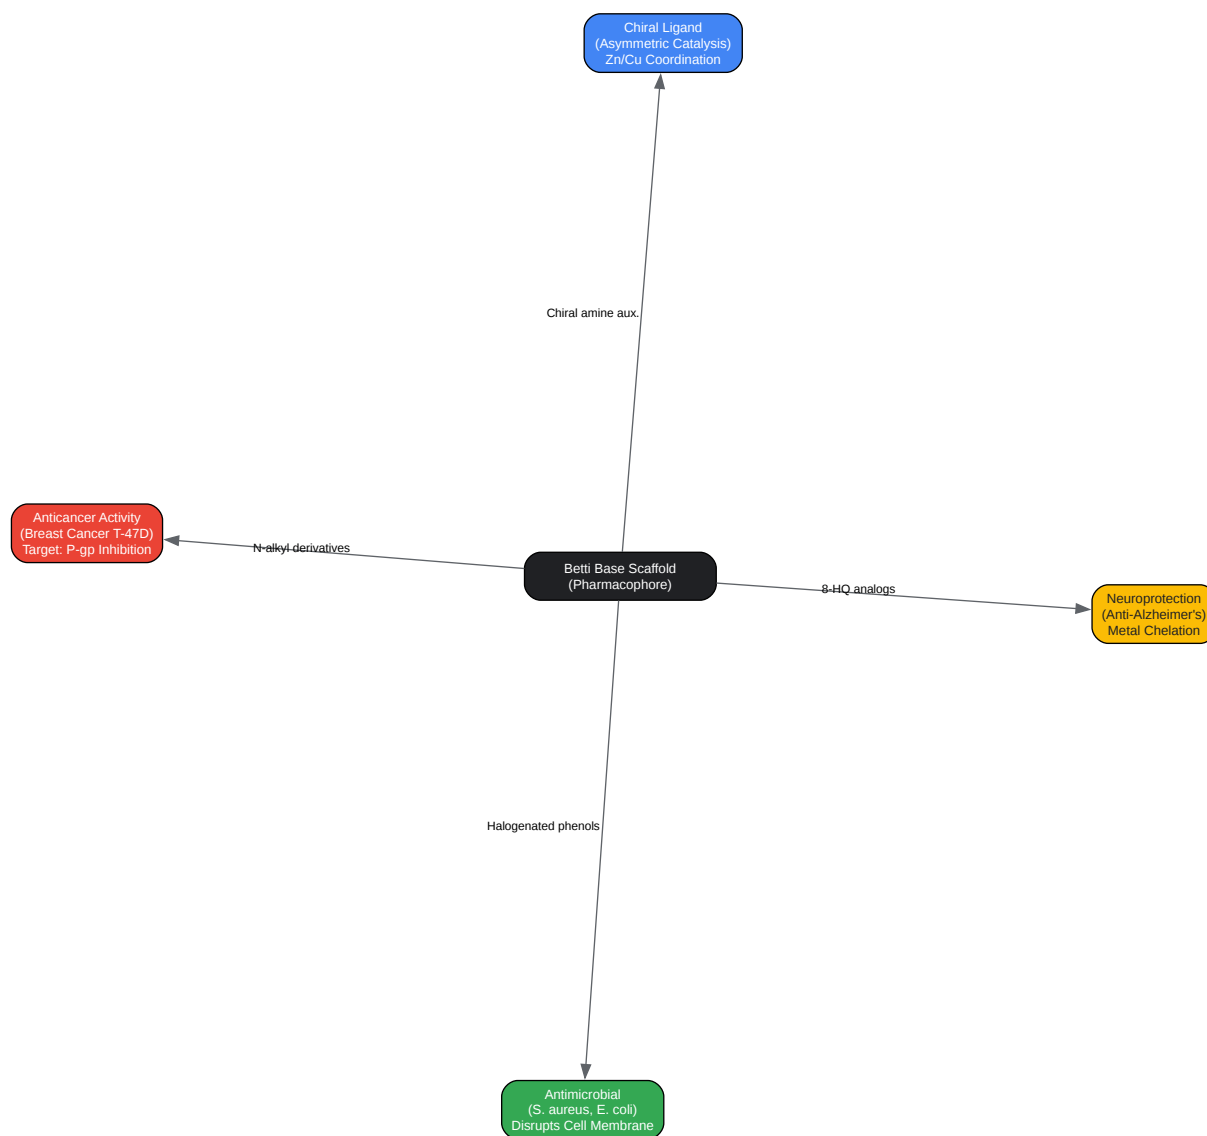 Chiral Ligand
(Asymmetric Catalysis)
Zn/Cu Coordination
Chiral amine aux.
Anticancer Activity
(Breast Cancer T-47D)
Target: P-gp Inhibition
N-alkyl derivatives
Betti Base Scaffold
(Pharmacophore)
8-HQ analogs
Neuroprotection
(Anti-Alzheimer's)
Metal Chelation
Halogenated phenols
Antimicrobial
(S. aureus, E. coli)
Disrupts Cell Membrane